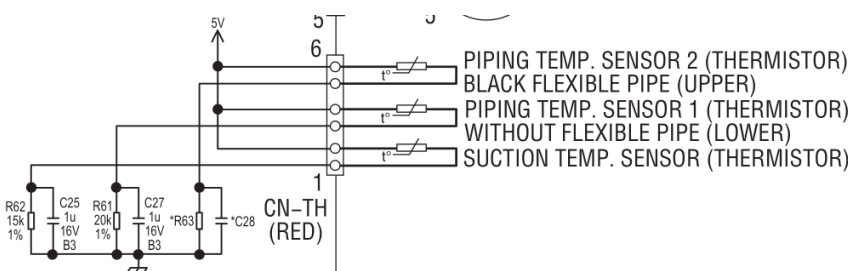 5
5V
6
PIPING TEMP. SENSOR 2 (THERMISTOR)
t°
BLACK FLEXIBLE PIPE (UPPER)
PIPING TEMP. SENSOR 1 (THERMISTOR)
t°
WITHOUT FLEXIBLE PIPE (LOWER)
t°
SUCTION TEMP. SENSOR (THERMISTOR)
1
CN-TH
(RED)
R62
15k
1%
C25
1u
16V
B3
R61
20k
1%
C27
1u
16V
B3
*R63
*C28